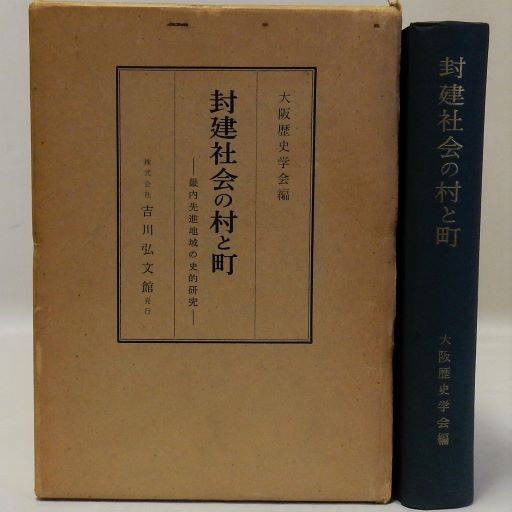 大阪歴史学会編
封建社会の村と町
―畿内先進地域の史的研究―
株式会社 吉川弘文館発行
封建社会の村と町
大阪歴史学会編